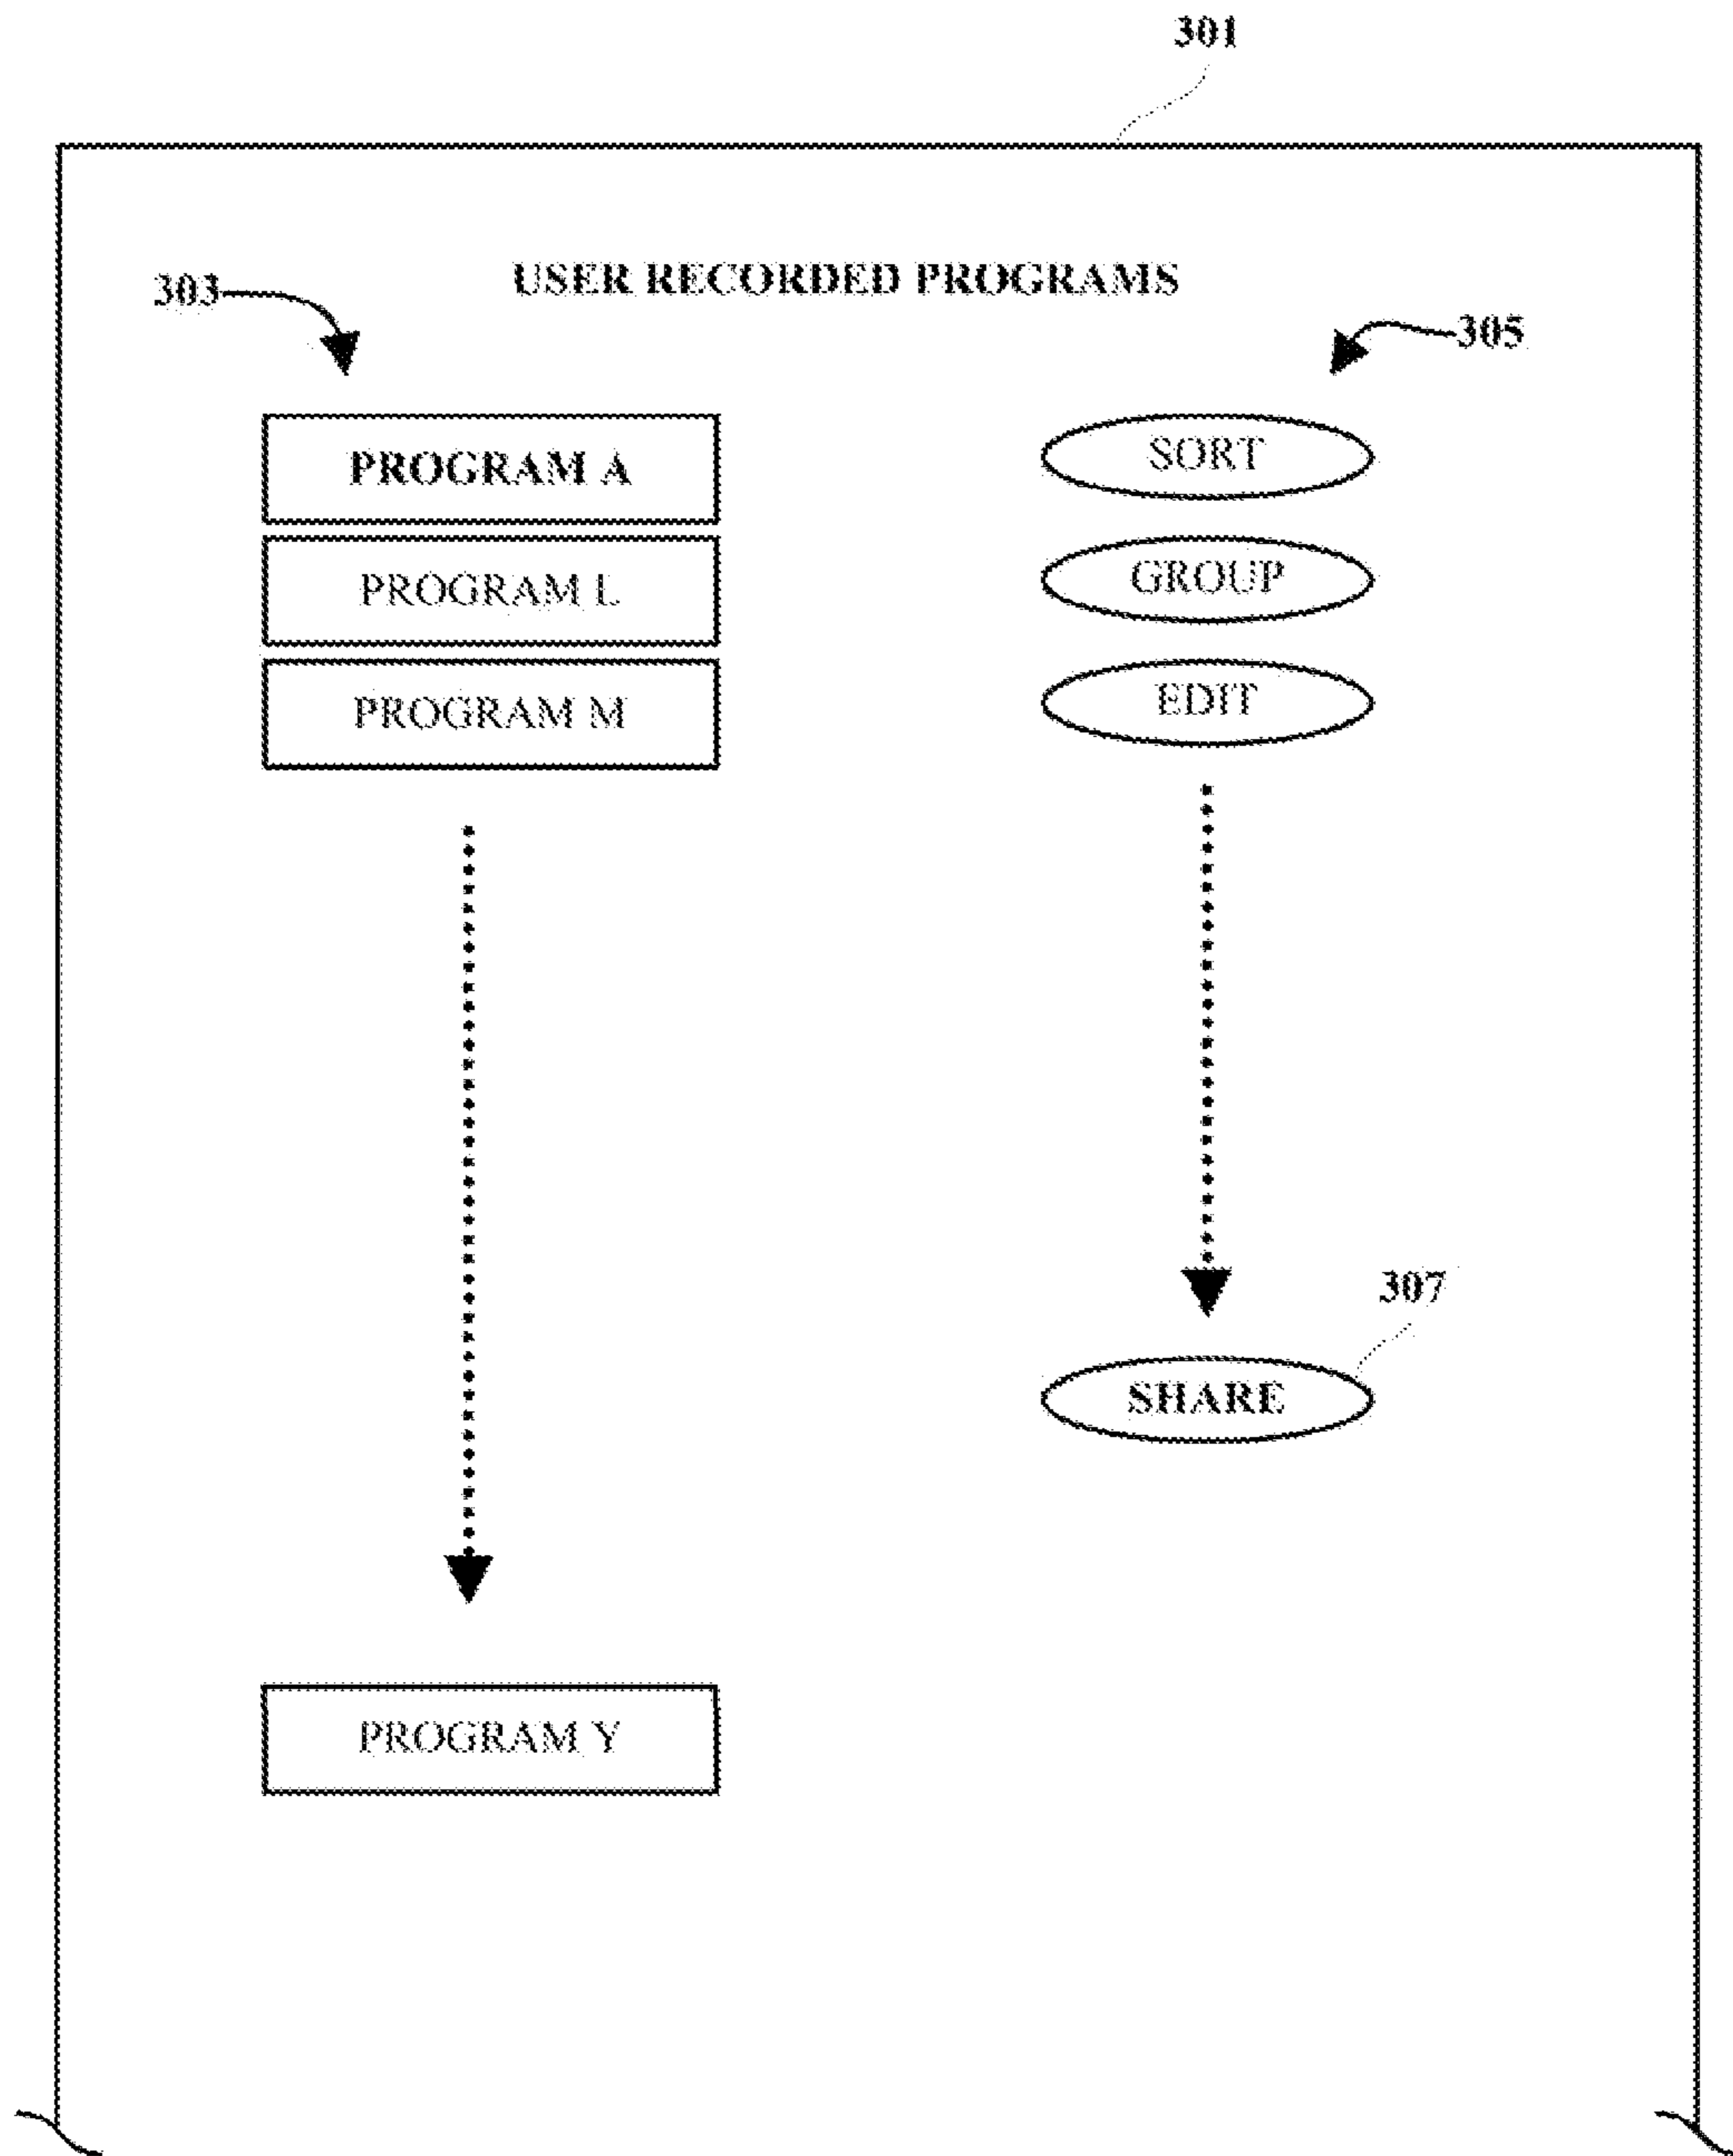 301
USER RECORDED PROGRAMS
303
305
PROGRAM A
SORT
PROGRAM L
GROUP
PROGRAM M
EDIT
307
SHARE
PROGRAM Y